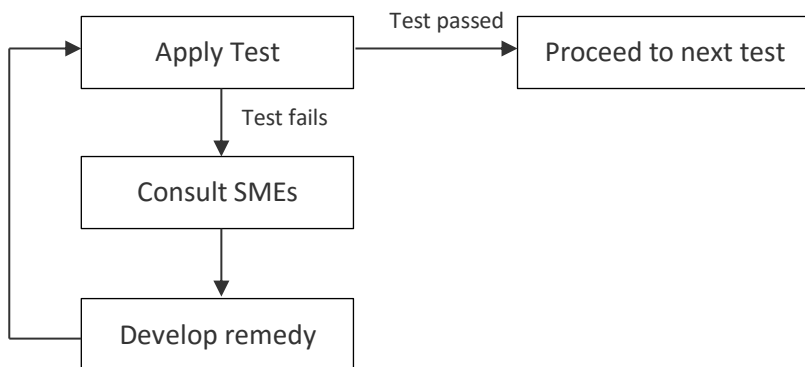 Test passed
Apply Test
Proceed to next test
Test fails
Consult SMEs
Develop remedy